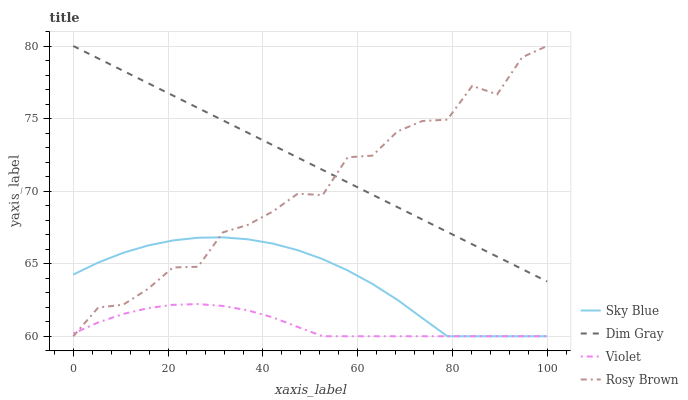 title
80
75
70
65
60
yaxis_label
0
20
40
60
80
100
xaxis_label
Sky Blue
Dim Gray
Violet
Rosy Brown